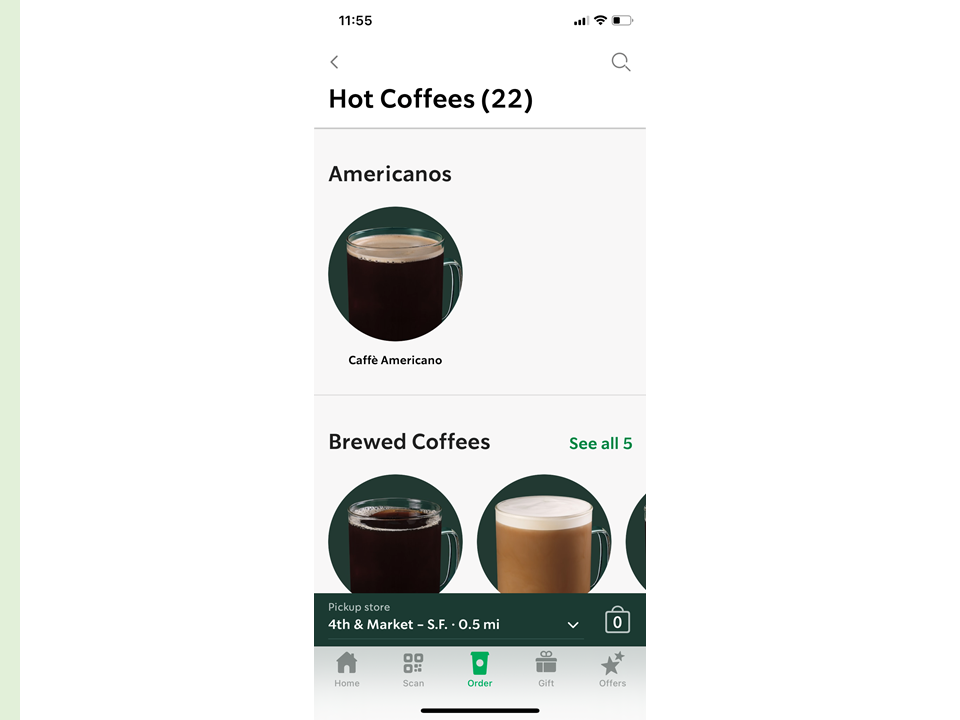 11:55
Hot Coffees (22)
Americanos
Caffè Americano
Brewed Coffees
See all 5
Pickup store
4th & Market – S.F. · 0.5 mi
0
Home
Scan
Order
Gift
Offers